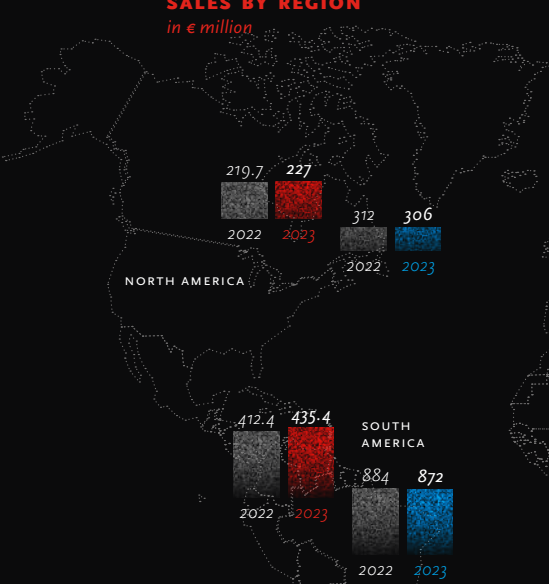 SALES BY REGION
in € million
219.7 227
2022 2023
312 306
2022 2023
NORTH AMERICA
412.4 435.4
2022 2023
SOUTH
AMERICA
884 872
2022 2023